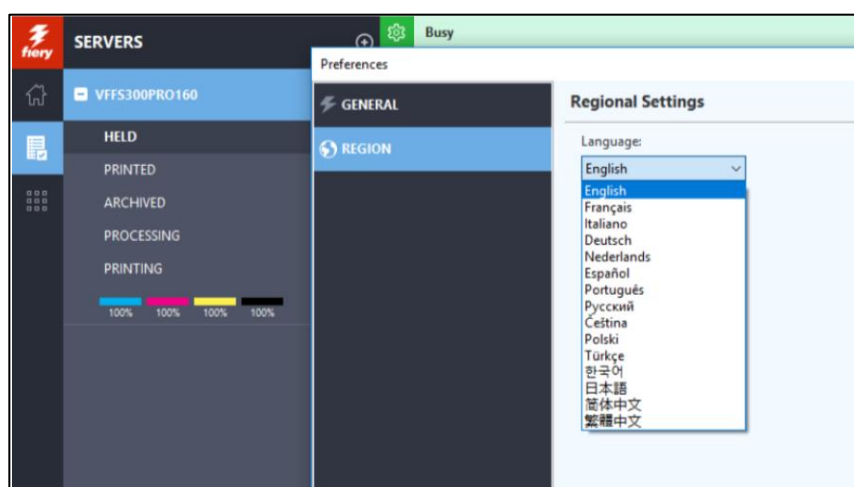 fiery
SERVERS
Busy
VFFS300PRO160
HELD
PRINTED
ARCHIVED
PROCESSING
PRINTING
100% 100% 100% 100%
Preferences
GENERAL
REGION
Regional Settings
Language:
English
English
Français
Italiano
Deutsch
Nederlands
Español
Português
Русский
Čeština
Polski
Türkçe
한국어
日本語
简体中文
繁體中文